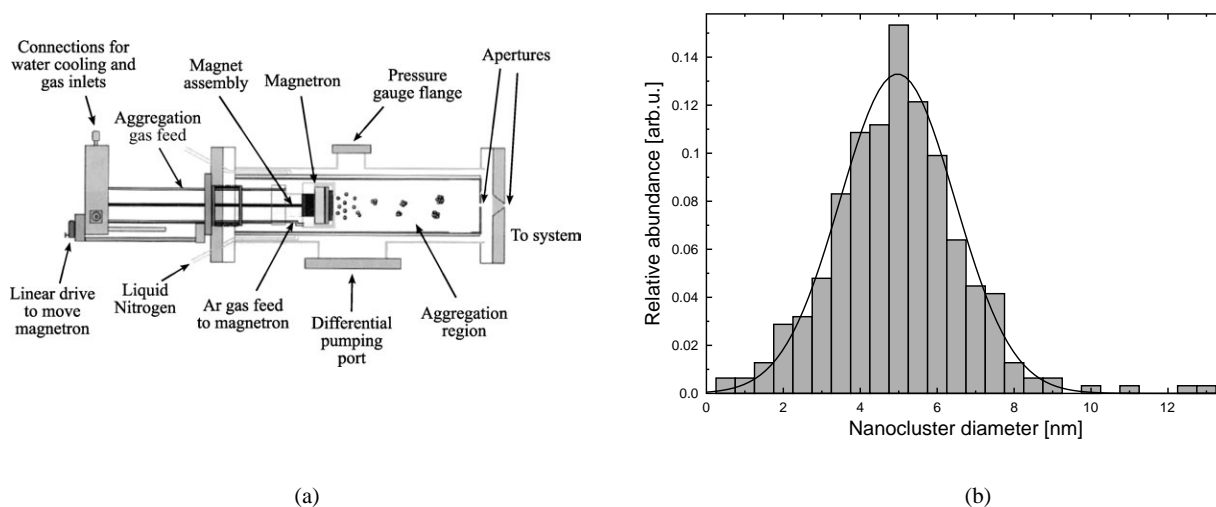 Connections for
water cooling and
gas inlets
Magnet
assembly
Magnetron
Pressure
gauge flange
Apertures
Aggregation
gas feed
To system
Linear drive
to move
magnetron
Liquid
Nitrogen
Ar gas feed
to magnetron
Differential
pumping
port
Aggregation
region
(a)
Relative abundance [arb.u.]
0.14
0.12
0.1
0.08
0.06
0.04
0.02
0.0
0 2 4 6 8 10 12
Nanocluster diameter [nm]
(b)